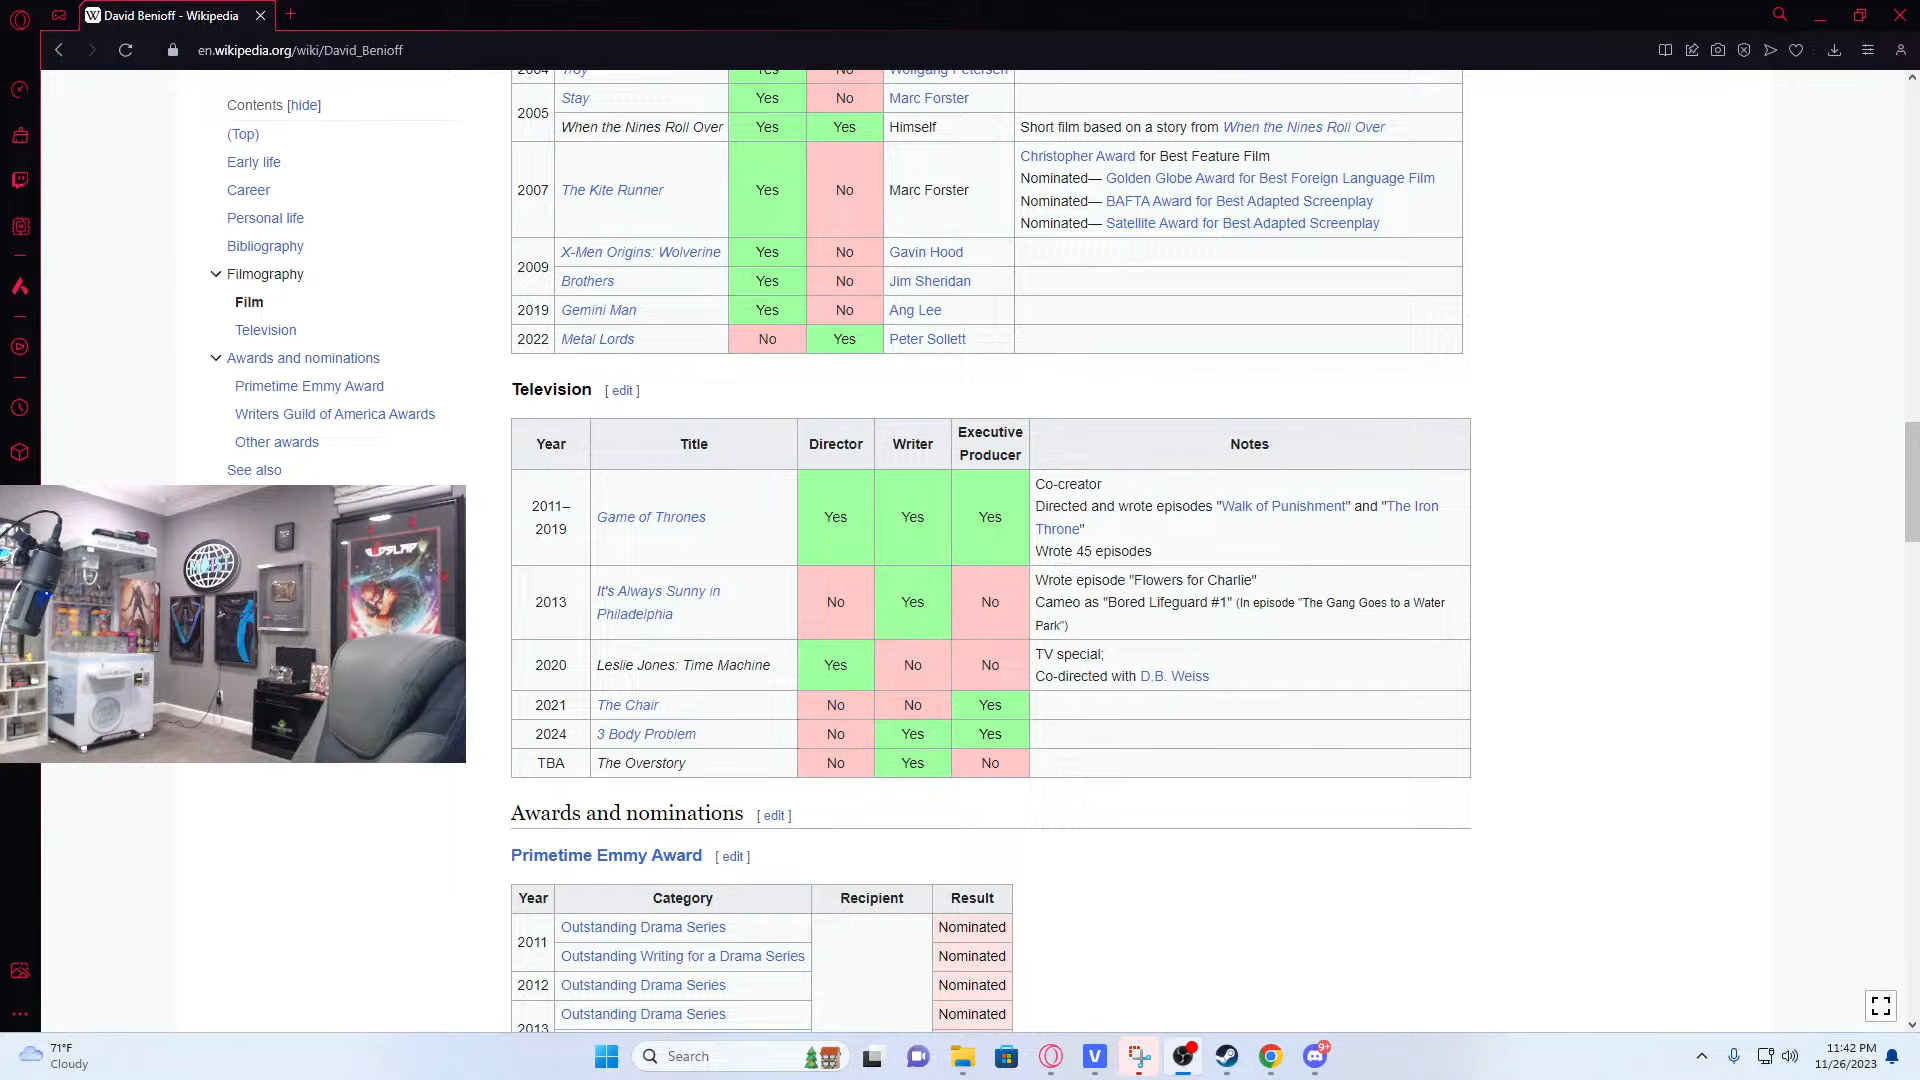 David Benioff - Wikipedia
en.wikipedia.org/wiki/David_Benioff
Contents [hide]
(Top)
Early life
Career
Personal life
Bibliography
Filmography
Film
Television
Awards and nominations
Primetime Emmy Award
Writers Guild of America Awards
Other awards
See also
2004 Troy Yes No Wolfgang Petersen
2005 Stay Yes No Marc Forster
When the Nines Roll Over Yes Yes Himself Short film based on a story from When the Nines Roll Over
2007 The Kite Runner Yes No Marc Forster Christopher Award for Best Feature Film
Nominated— Golden Globe Award for Best Foreign Language Film
Nominated— BAFTA Award for Best Adapted Screenplay
Nominated— Satellite Award for Best Adapted Screenplay
2009 X-Men Origins: Wolverine Yes No Gavin Hood
Brothers Yes No Jim Sheridan
2019 Gemini Man Yes No Ang Lee
2022 Metal Lords No Yes Peter Sollett
Television [ edit ]
Year Title Director Writer Executive Producer Notes
2011–2019 Game of Thrones Yes Yes Yes Co-creator
Directed and wrote episodes "Walk of Punishment" and "The Iron
Throne"
Wrote 45 episodes
2013 It's Always Sunny in Philadelphia No Yes No Wrote episode "Flowers for Charlie"
Cameo as "Bored Lifeguard #1" (In episode "The Gang Goes to a Water
Park")
2020 Leslie Jones: Time Machine Yes No No TV special;
Co-directed with D.B. Weiss
2021 The Chair No No Yes
2024 3 Body Problem No Yes Yes
TBA The Overstory No Yes No
Awards and nominations [ edit ]
Primetime Emmy Award [ edit ]
Year Category Recipient Result
2011 Outstanding Drama Series Nominated
Outstanding Writing for a Drama Series Nominated
2012 Outstanding Drama Series Nominated
2013 Outstanding Drama Series Nominated
MOIST
71°F
Cloudy
Search
9+
11:42 PM
11/26/2023